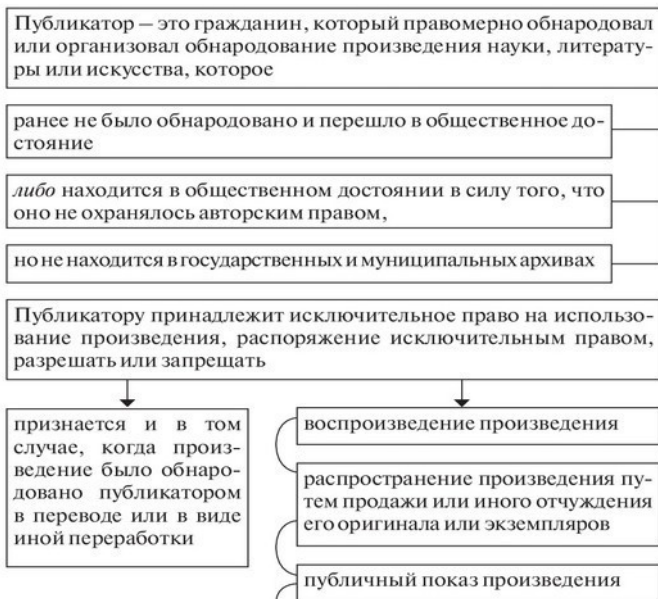 Публикатор – это гражданин, который правомерно обнародовал
или организовал обнародование произведения науки, литерату-
ры или искусства, которое
ранее не было обнародовано и перешло в общественное до-
стояние
либо находится в общественном достоянии в силу того, что
оно не охранялось авторским правом,
но не находится в государственных и муниципальных архивах
Публикатору принадлежит исключительное право на использо-
вание произведения, распоряжение исключительным правом,
разрешать или запрещать
признается и в том
случае, когда произ-
ведение было обнаро-
довано публикатором
в переводе или в виде
иной переработки
воспроизведение произведения
распространение произведения пу-
тем продажи или иного отчуждения
его оригинала или экземпляров
публичный показ произведения